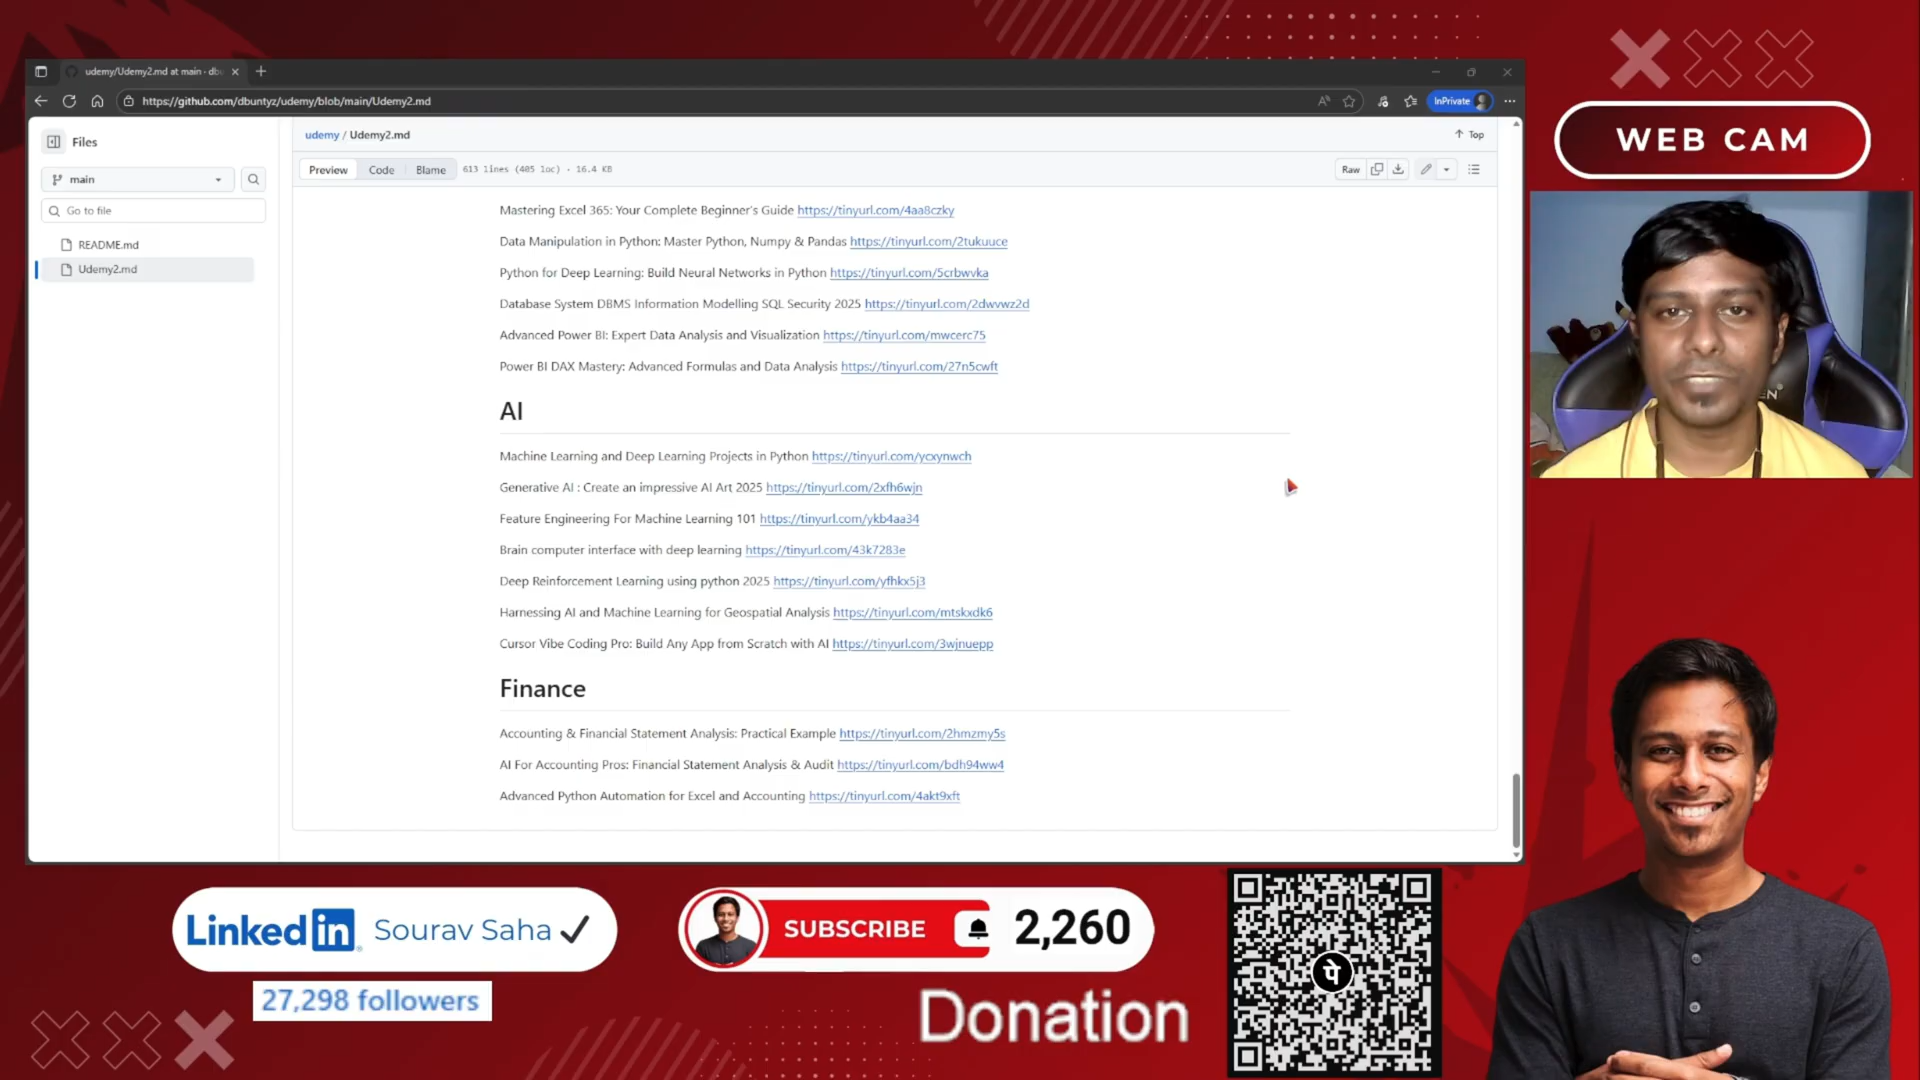 udemy/Udemy2.md at main · dbu
https://github.com/dbuntyz/udemy/blob/main/Udemy2.md
InPrivate
Files
main
Go to file
README.md
Udemy2.md
udemy / Udemy2.md
Top
Preview
Code
Blame
613 lines (405 loc) · 16.4 KB
Raw
Mastering Excel 365: Your Complete Beginner's Guide https://tinyurl.com/4aa8czky
Data Manipulation in Python: Master Python, Numpy & Pandas https://tinyurl.com/2tukuuce
Python for Deep Learning: Build Neural Networks in Python https://tinyurl.com/5crbwvka
Database System DBMS Information Modelling SQL Security 2025 https://tinyurl.com/2dwvwz2d
Advanced Power BI: Expert Data Analysis and Visualization https://tinyurl.com/mwcerc75
Power BI DAX Mastery: Advanced Formulas and Data Analysis https://tinyurl.com/27n5cwft
AI
Machine Learning and Deep Learning Projects in Python https://tinyurl.com/ycxynwch
Generative AI : Create an impressive AI Art 2025 https://tinyurl.com/2xfh6wjn
Feature Engineering For Machine Learning 101 https://tinyurl.com/ykb4aa34
Brain computer interface with deep learning https://tinyurl.com/43k7283e
Deep Reinforcement Learning using python 2025 https://tinyurl.com/yfhkx5j3
Harnessing AI and Machine Learning for Geospatial Analysis https://tinyurl.com/mtskxdk6
Cursor Vibe Coding Pro: Build Any App from Scratch with AI https://tinyurl.com/3wjnuepp
Finance
Accounting & Financial Statement Analysis: Practical Example https://tinyurl.com/2hmzmy5s
AI For Accounting Pros: Financial Statement Analysis & Audit https://tinyurl.com/bdh94ww4
Advanced Python Automation for Excel and Accounting https://tinyurl.com/4akt9xft
WEB CAM
LinkedIn Sourav Saha
27,298 followers
SUBSCRIBE
2,260
Donation
पे